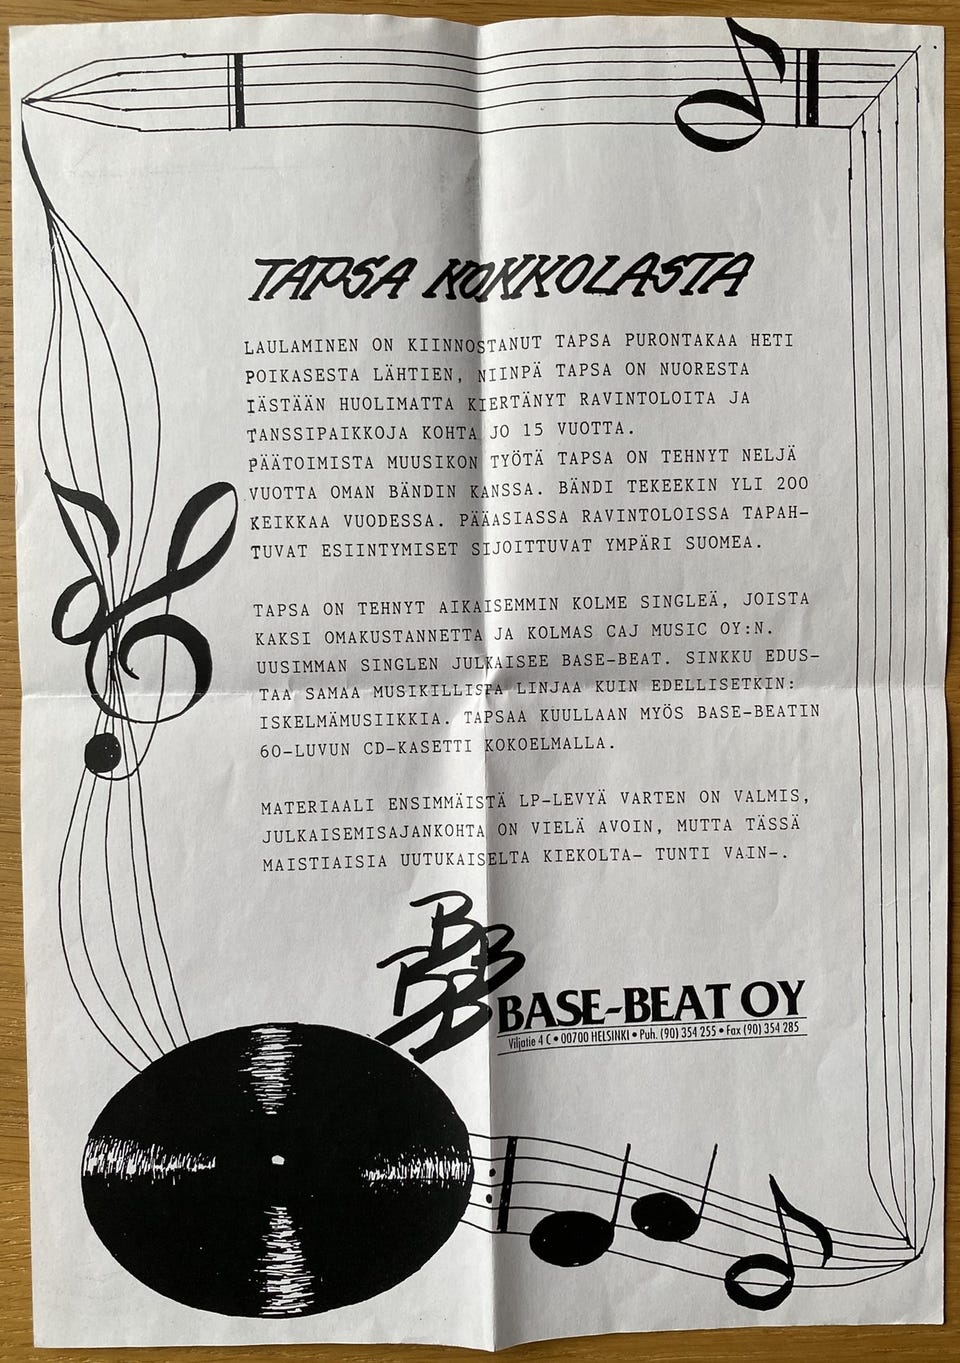 TAPSA KOKKOLASTA
LAULAMINEN ON KIINNOSTANUT TAPSA PURONTAKAA HETI
POIKASESTA LÄHTIEN, NIINPÄ TAPSA ON NUORESTA
IÄSTÄÄN HUOLIMATTA KIERTÄNYT RAVINTOLOITA JA
TANSSIPAIKKOJA KOHTA JO 15 VUOTTA.
PÄÄTOIMISTA MUUSIKON TYÖTÄ TAPSA ON TEHNYT NELJÄ
VUOTTA OMAN BÄNDIN KANSSA. BÄNDI TEKEEKIN YLI 200
KEIKKAA VUODESSA. PÄÄASIASSA RAVINTOLOISSA TAPAH-
TUVAT ESIINTYMISET SIJOITTUVAT YMPÄRI SUOMEA.
TAPSA ON TEHNYT AIKAISEMMIN KOLME SINGLEÄ, JOISTA
KAKSI OMAKUSTANNETTA JA KOLMAS CAJ MUSIC OY:N.
UUSIMMAN SINGLEN JULKAISEE BASE-BEAT. SINKKU EDUS-
TAA SAMAA MUSIKILLISTA LINJAA KUIN EDELLISETKIN:
ISKELMÄMUSIIKKIA. TAPSAA KUULLAAN MYÖS BASE-BEATIN
60-LUVUN CD-KASETTI KOKOELMALLA.
MATERIAALI ENSIMMÄISTÄ LP-LEVYÄ VARTEN ON VALMIS,
JULKAISEMISAJANKOHTA ON VIELÄ AVOIN, MUTTA TÄSSÄ
MAISTIAISIA UUTUKAISELTA KIEKOLTA- TUNTI VAIN-.
B
B B
B
BASE-BEAT OY
Viljatie 4 C • 00700 HELSINKI • Puh. (90) 354 255 • Fax (90) 354 285